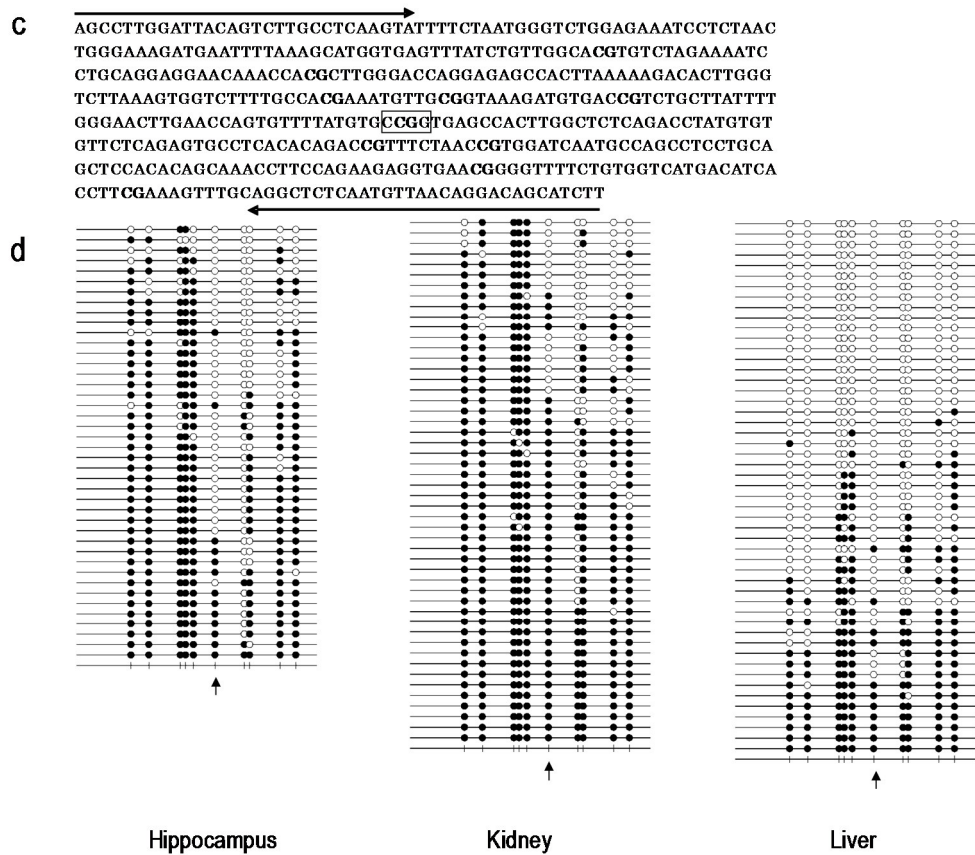 c
AGCCTTGGATTACAGTCTTGCCTCAAGTATTTTCTAATGGGTCTGGAGAAATCCTCTAAC
TGGGAAAGATGAATTTTAAAGCATGGTGAGTTTATCTGTTGGCACGTGTCTAGAAAATC
CTGCAGGAGGAACAAACCACGCTTGGGACCAGGAGAGCCACTTAAAAAGACACTTGGG
TCTTAAAGTGGTCTTTTGCCACGAAATGTTGCGGTAAAGATGTGACCGTCTGCTTATTTT
GGGAACTTGAACCAGTGTTTTATGTGCCGGTGAGCCACTTGGCTCTCAGACCTATGTGT
GTTCTCAGAGTGCCTCACACAGACCGTTTCTAACCGTGGATCAATGCCAGCCTCCTGCA
GCTCCACACAGCAAACCTTCCAGAAGAGGTGAACGGGGTTTTCTGTGGTCATGACATCA
CCTTCGAAAGTTTGCAGGCTCTCAATGTTAACAGGACAGCATCTT
d
Hippocampus Kidney Liver